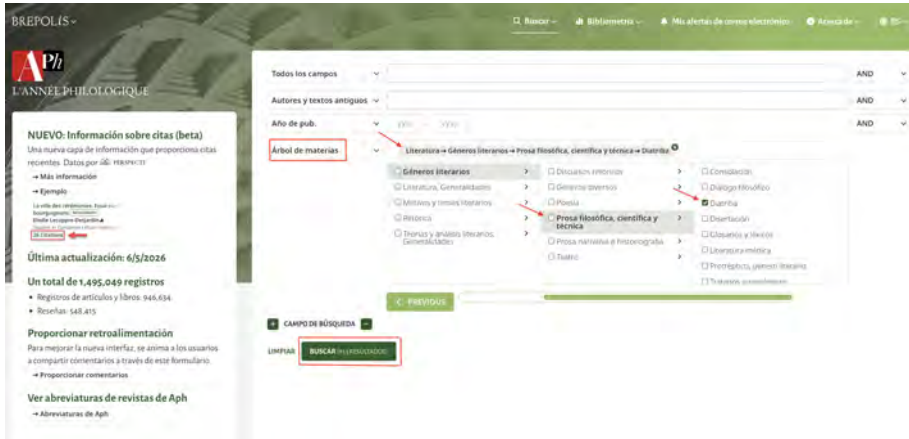 BREPOLiS
Buscar
Bibliometría
Mis alertas de correo electrónico
Acerca de
ES
APh
L'ANNÉE PHILOLOGIQUE
NUEVO: Información sobre citas (beta)
Una nueva capa de información que proporciona citas
recientes. Datos por
→ Más información
→ Ejemplo
Última actualización: 6/5/2026
Un total de 1,495,049 registros
• Registros de artículos y libros: 946,634
• Reseñas: 548,415
Proporcionar retroalimentación
Para mejorar la nueva interfaz, se anima a los usuarios
a compartir comentarios a través de este formulario.
→ Proporcionar comentarios
Ver abreviaturas de revistas de Aph
→ Abreviaturas de Aph
Todos los campos
AND
Autores y textos antiguos
AND
Año de pub.
AND
Árbol de materias
Literatura → Géneros literarios → Prosa filosófica, científica y técnica → Diatriba
Géneros literarios
Literatura, Generalidades
Motivos y temas literarios
Retórica
Teorías y análisis literarios,
Generalidades
Discursos retóricos
Géneros diversos
Poesía
Prosa filosófica, científica y
técnica
Prosa narrativa e historiografía
Teatro
Consolación
Diálogo filosófico
Diatriba
Disertación
Glosarios y léxicos
Literatura médica
Protréptico, género literario
PREVIOUS
CAMPO DE BÚSQUEDA
LIMPIAR
BUSCAR